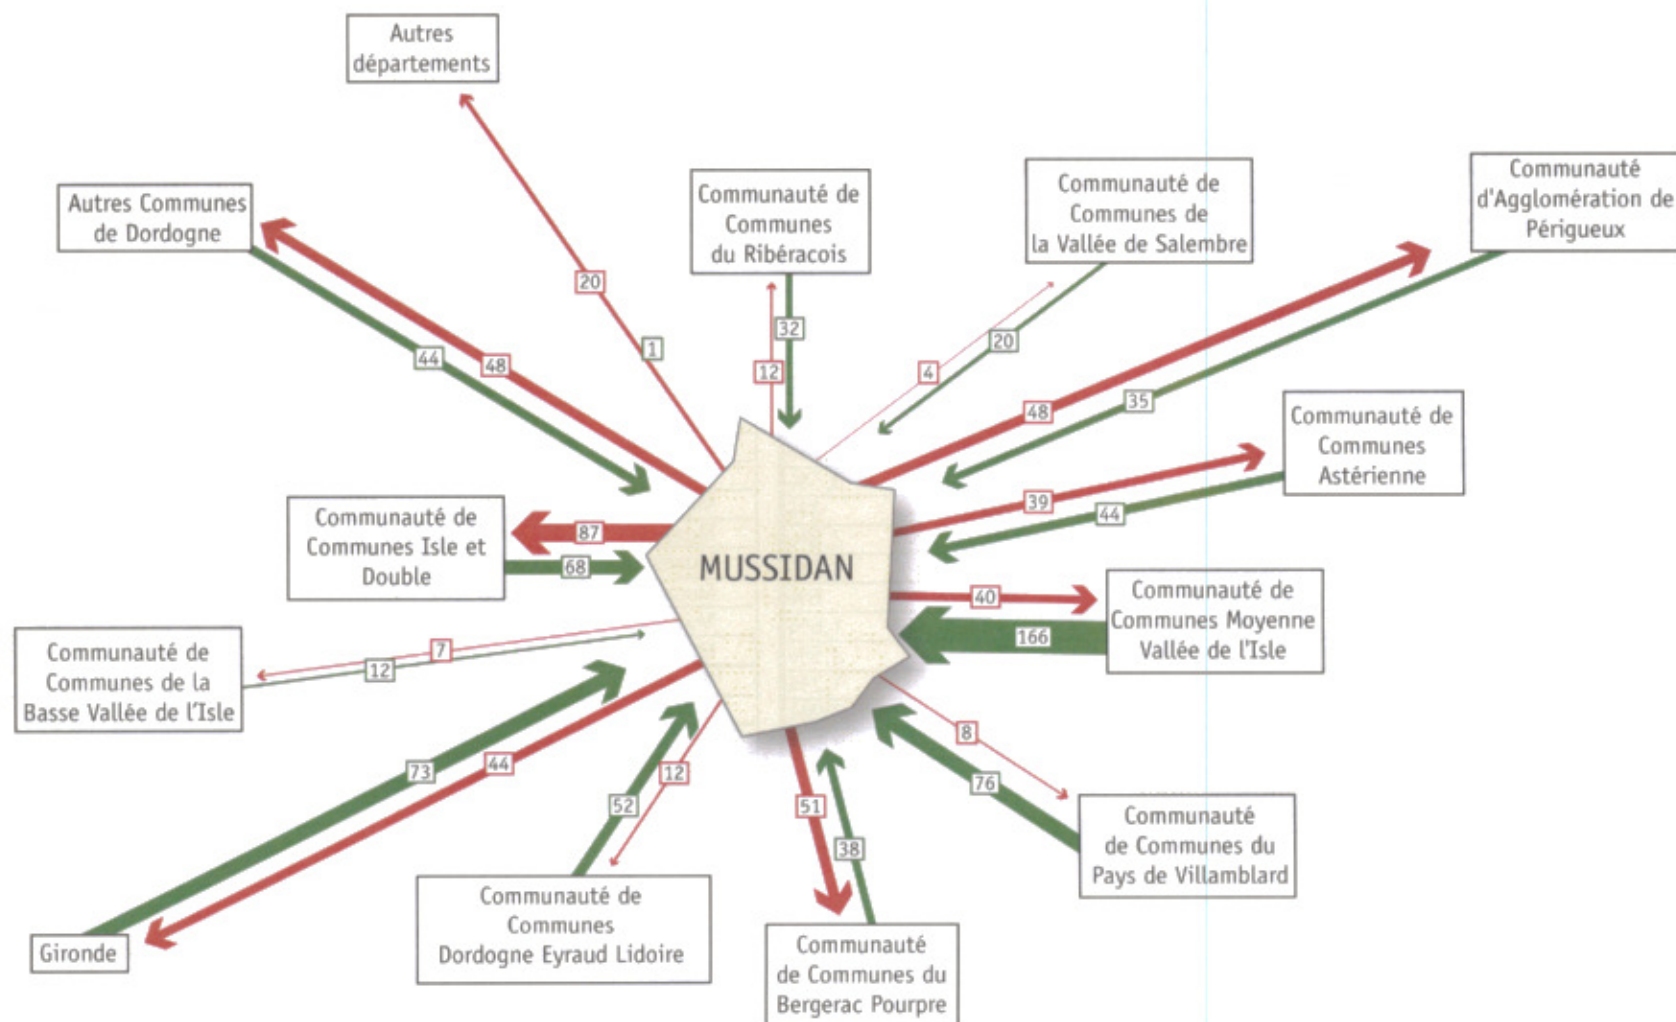 Autres
départements
Autres Communes
de Dordogne
Communauté de
Communes
du Ribéracois
Communauté de
Communes de
la Vallée de Salembre
Communauté
d'Agglomération de
Périgueux
20
1
32
12
4
20
44
48
48
35
Communauté de
Communes
Astérienne
39
44
Communauté de
Communes Isle et
Double
87
68
MUSSIDAN
40
166
Communauté de
Communes Moyenne
Vallée de l'Isle
Communauté de
Communes de la
Basse Vallée de l'Isle
7
12
73
44
52
12
51
38
8
76
Communauté
de Communes du
Pays de Villamblard
Gironde
Communauté de
Communes
Dordogne Eyraud Lidoire
Communauté
de Communes du
Bergerac Pourpre